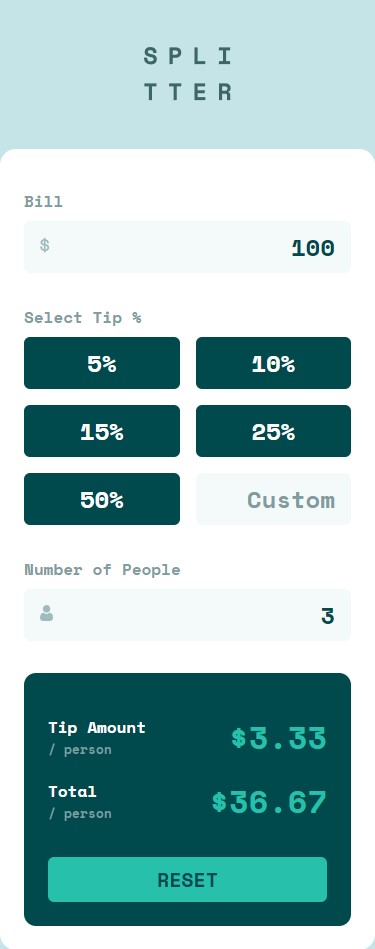 SPLI
TTER
Bill
$ 100
Select Tip %
5% 10%
15% 25%
50% Custom
Number of People
3
Tip Amount
/ person
$3.33
Total
/ person
$36.67
RESET